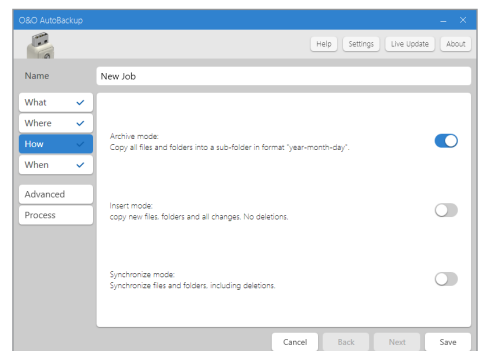 O&O AutoBackup
Help Settings Live Update About
Name New Job
What
Where
How
When
Advanced
Process
Archive mode:
Copy all files and folders into a sub-folder in format "year-month-day".
Insert mode:
copy new files, folders and all changes. No deletions.
Synchronize mode:
Synchronize files and folders, including deletions.
Cancel Back Next Save